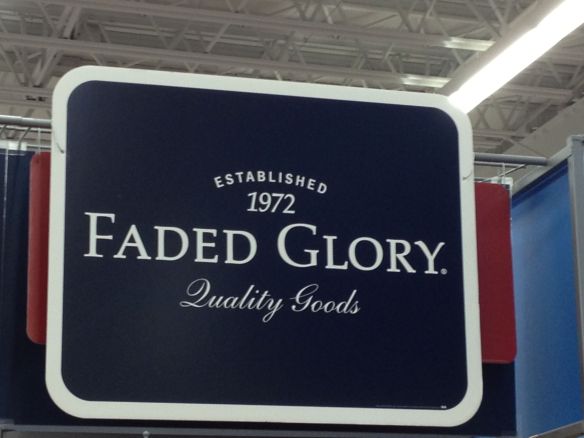 ESTABLISHED
1972
FADED GLORY®
Quality Goods